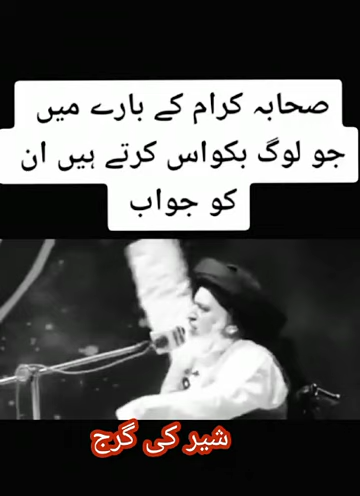 صحابہ کرام کے بارے میں
جو لوگ بکواس کرتے ہیں ان
کو جواب
شیر کی گرج